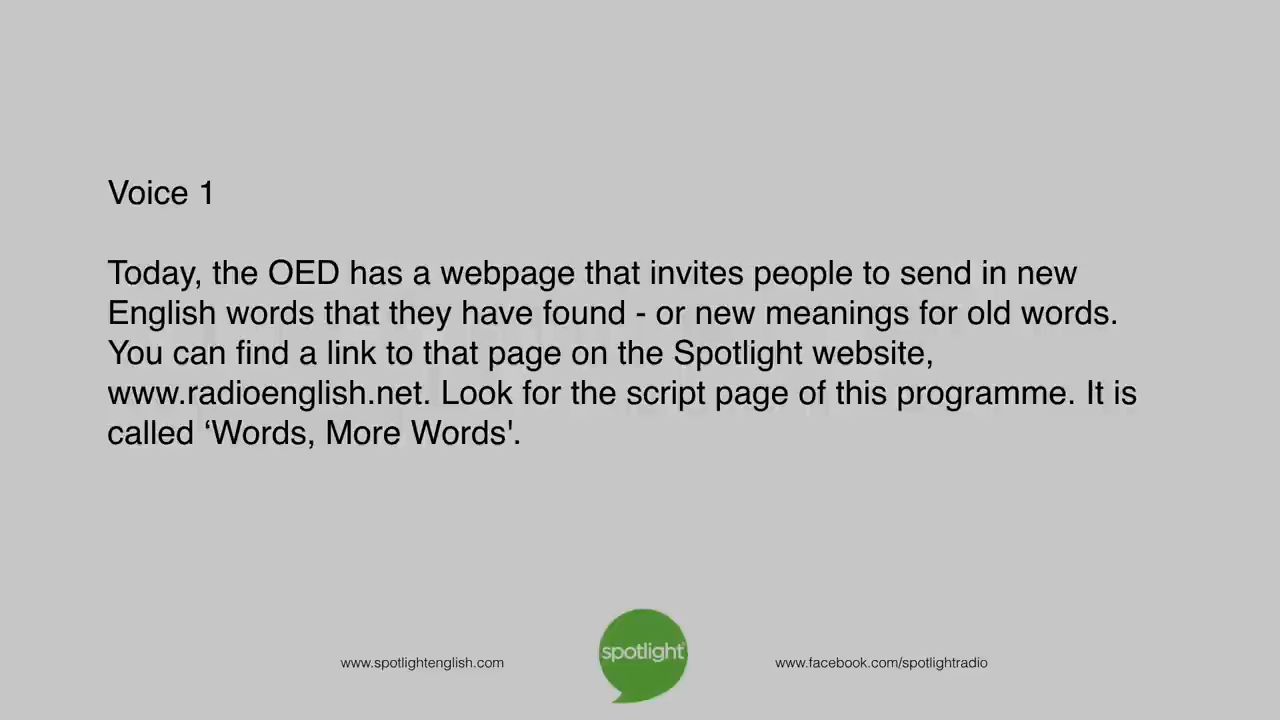 Voice 1
Today, the OED has a webpage that invites people to send in new
English words that they have found - or new meanings for old words.
You can find a link to that page on the Spotlight website,
www.radioenglish.net. Look for the script page of this programme. It is
called ‘Words, More Words'.
www.spotlightenglish.com
spotlight
www.facebook.com/spotlightradio